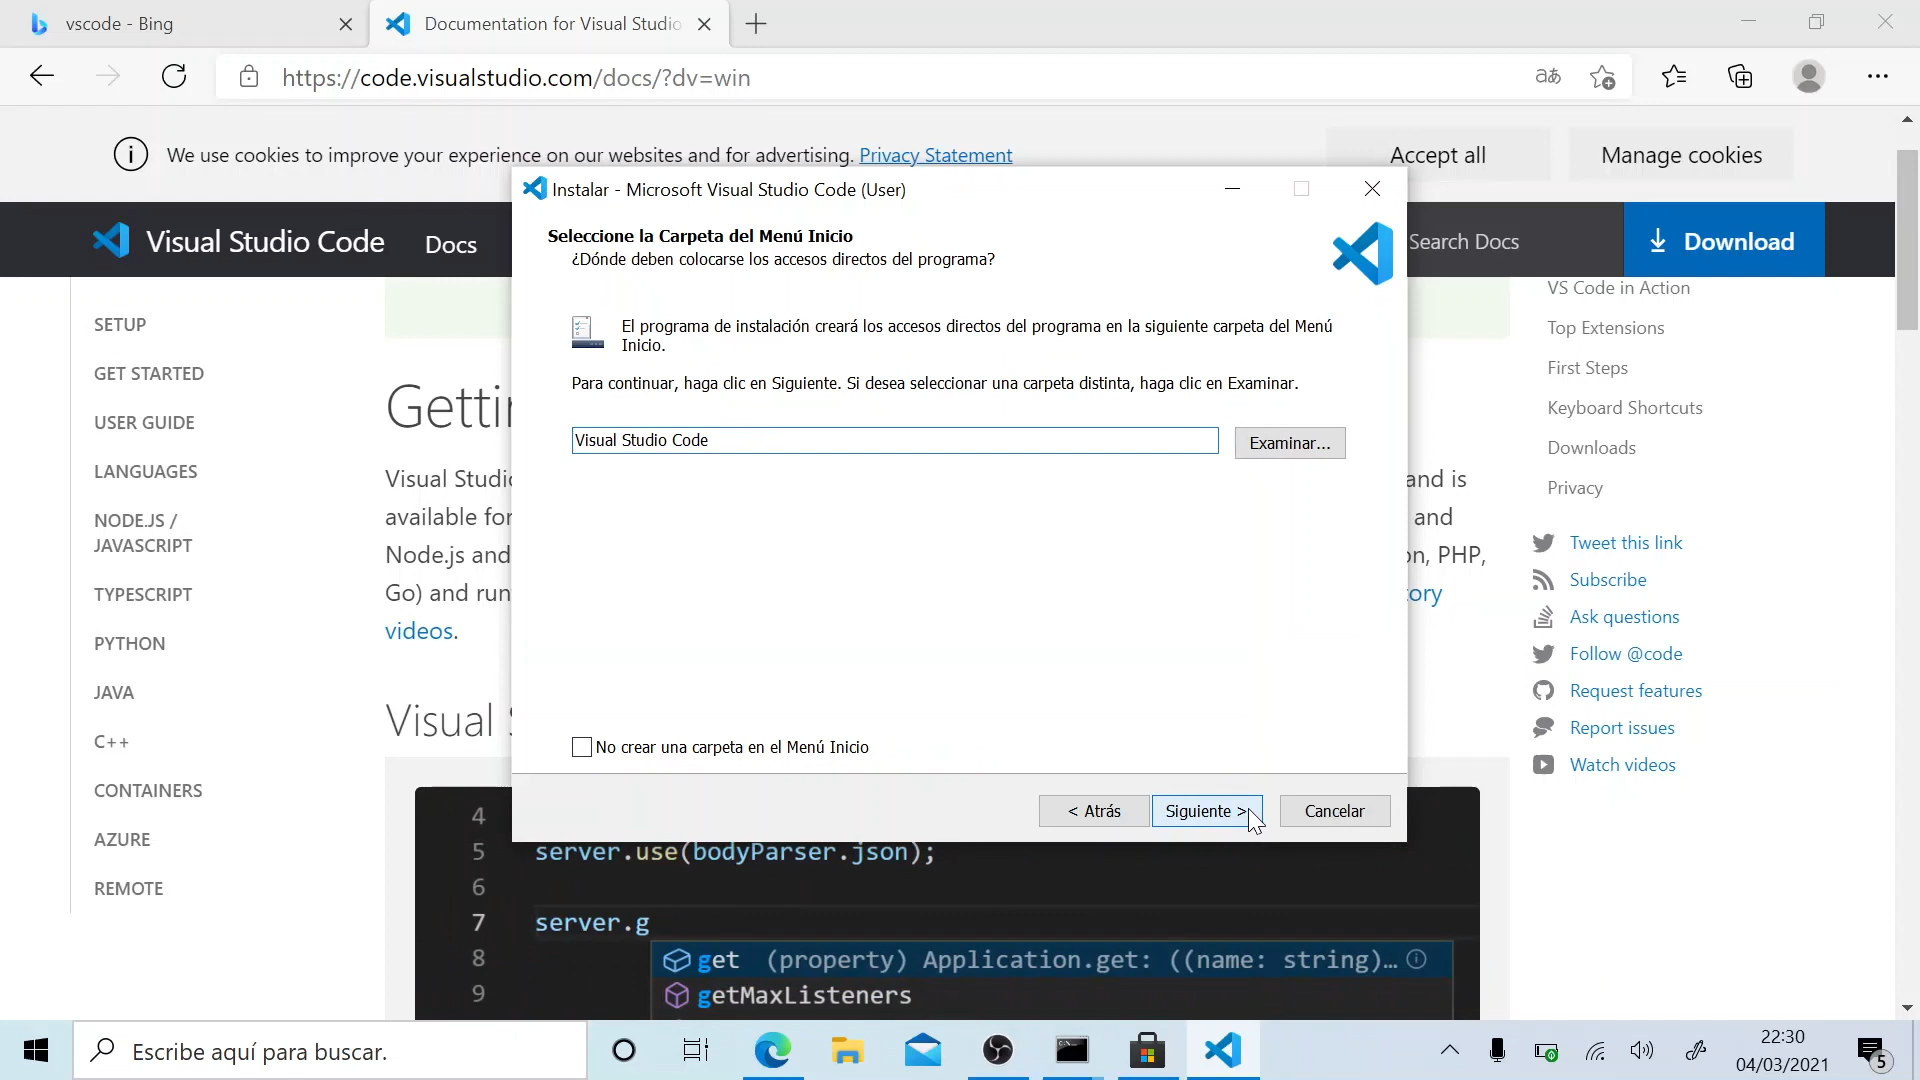 vscode - Bing
Documentation for Visual Studio
https://code.visualstudio.com/docs/?dv=win
aあ
We use cookies to improve your experience on our websites and for advertising. Privacy Statement
Accept all
Manage cookies
Instalar - Microsoft Visual Studio Code (User)
Visual Studio Code
Docs
Search Docs
Download
Seleccione la Carpeta del Menú Inicio
¿Dónde deben colocarse los accesos directos del programa?
El programa de instalación creará los accesos directos del programa en la siguiente carpeta del Menú
Inicio.
Para continuar, haga clic en Siguiente. Si desea seleccionar una carpeta distinta, haga clic en Examinar.
Visual Studio Code
Examinar...
No crear una carpeta en el Menú Inicio
< Atrás
Siguiente >
Cancelar
SETUP
GET STARTED
USER GUIDE
LANGUAGES
NODE.JS /
JAVASCRIPT
TYPESCRIPT
PYTHON
JAVA
C++
CONTAINERS
AZURE
REMOTE
Visual
available for
Node.js and
Go) and run
videos.
Visual
and is
and
PHP,
4
5 server.use(bodyParser.json);
6
7 server.g
8
9
get (property) Application.get: ((name: string)...
getMaxListeners
VS Code in Action
Top Extensions
First Steps
Keyboard Shortcuts
Downloads
Privacy
Tweet this link
Subscribe
Ask questions
Follow @code
Request features
Report issues
Watch videos
Escribe aquí para buscar.
22:30
04/03/2021
5